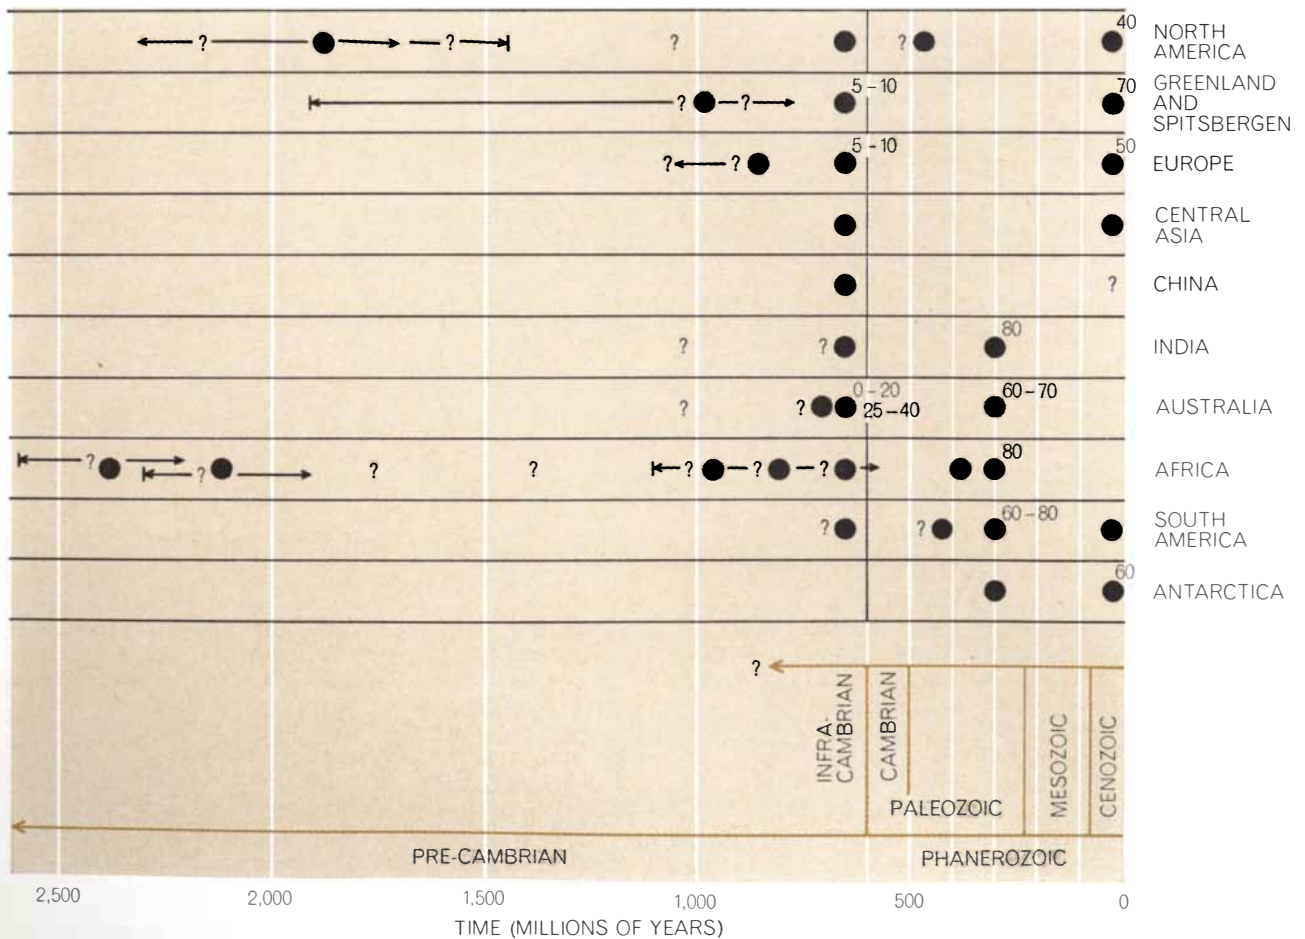 ? ? ? ? 40 NORTH
AMERICA
? ? 5–10 70 GREENLAND
AND
SPITSBERGEN
? ? 5–10 50 EUROPE
CENTRAL
ASIA
? CHINA
? ? 80 INDIA
? ? 0–20 60–70 AUSTRALIA
25–40
? ? ? ? ? ? ? 80 AFRICA
? ? 60–80 SOUTH
AMERICA
60 ANTARCTICA
?
INFRA-
CAMBRIAN
CAMBRIAN
PALEOZOIC
MESOZOIC
CENOZOIC
PRE-CAMBRIAN PHANEROZOIC
2,500 2,000 1,500 1,000 500 0
TIME (MILLIONS OF YEARS)